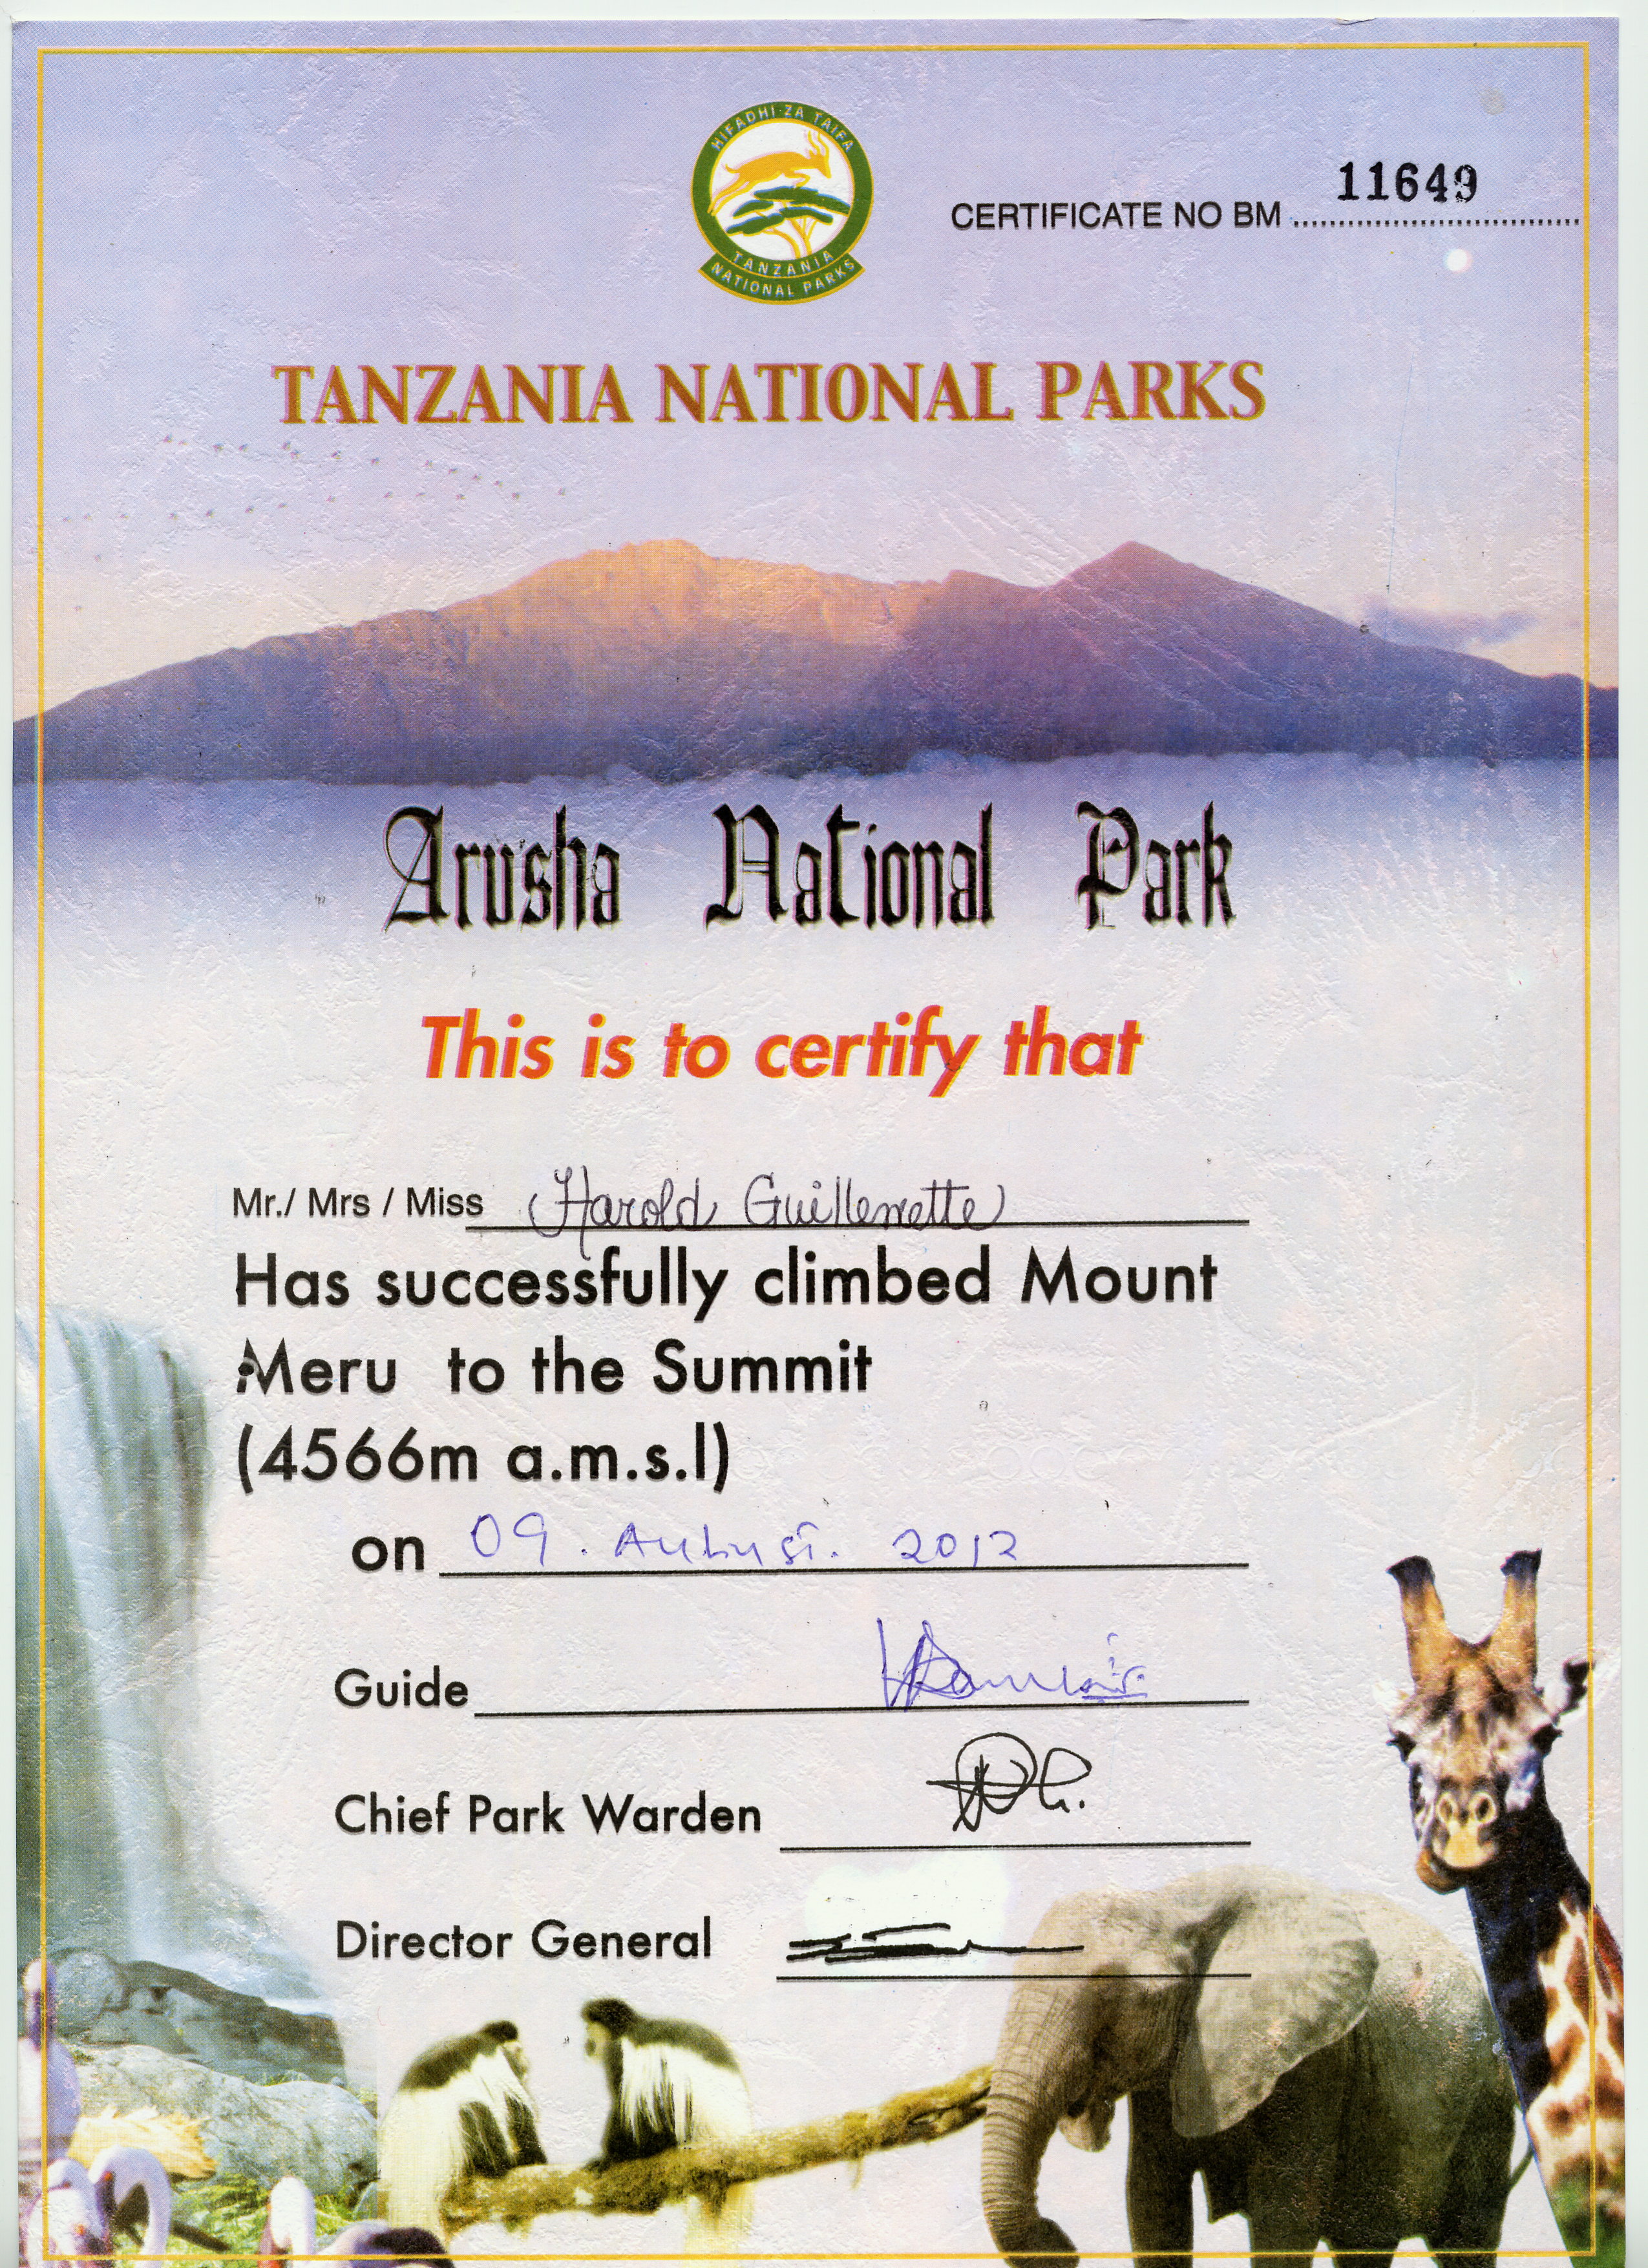 HIFADHI ZA TAIFA
TANZANIA
NATIONAL PARKS
CERTIFICATE NO BM 11649
TANZANIA NATIONAL PARKS
Arusha National Park
This is to certify that
Mr./ Mrs / Miss Harold Guillemette
Has successfully climbed Mount
Meru to the Summit
(4566m a.m.s.l)
on 09. August. 2012
Guide
Chief Park Warden
Director General